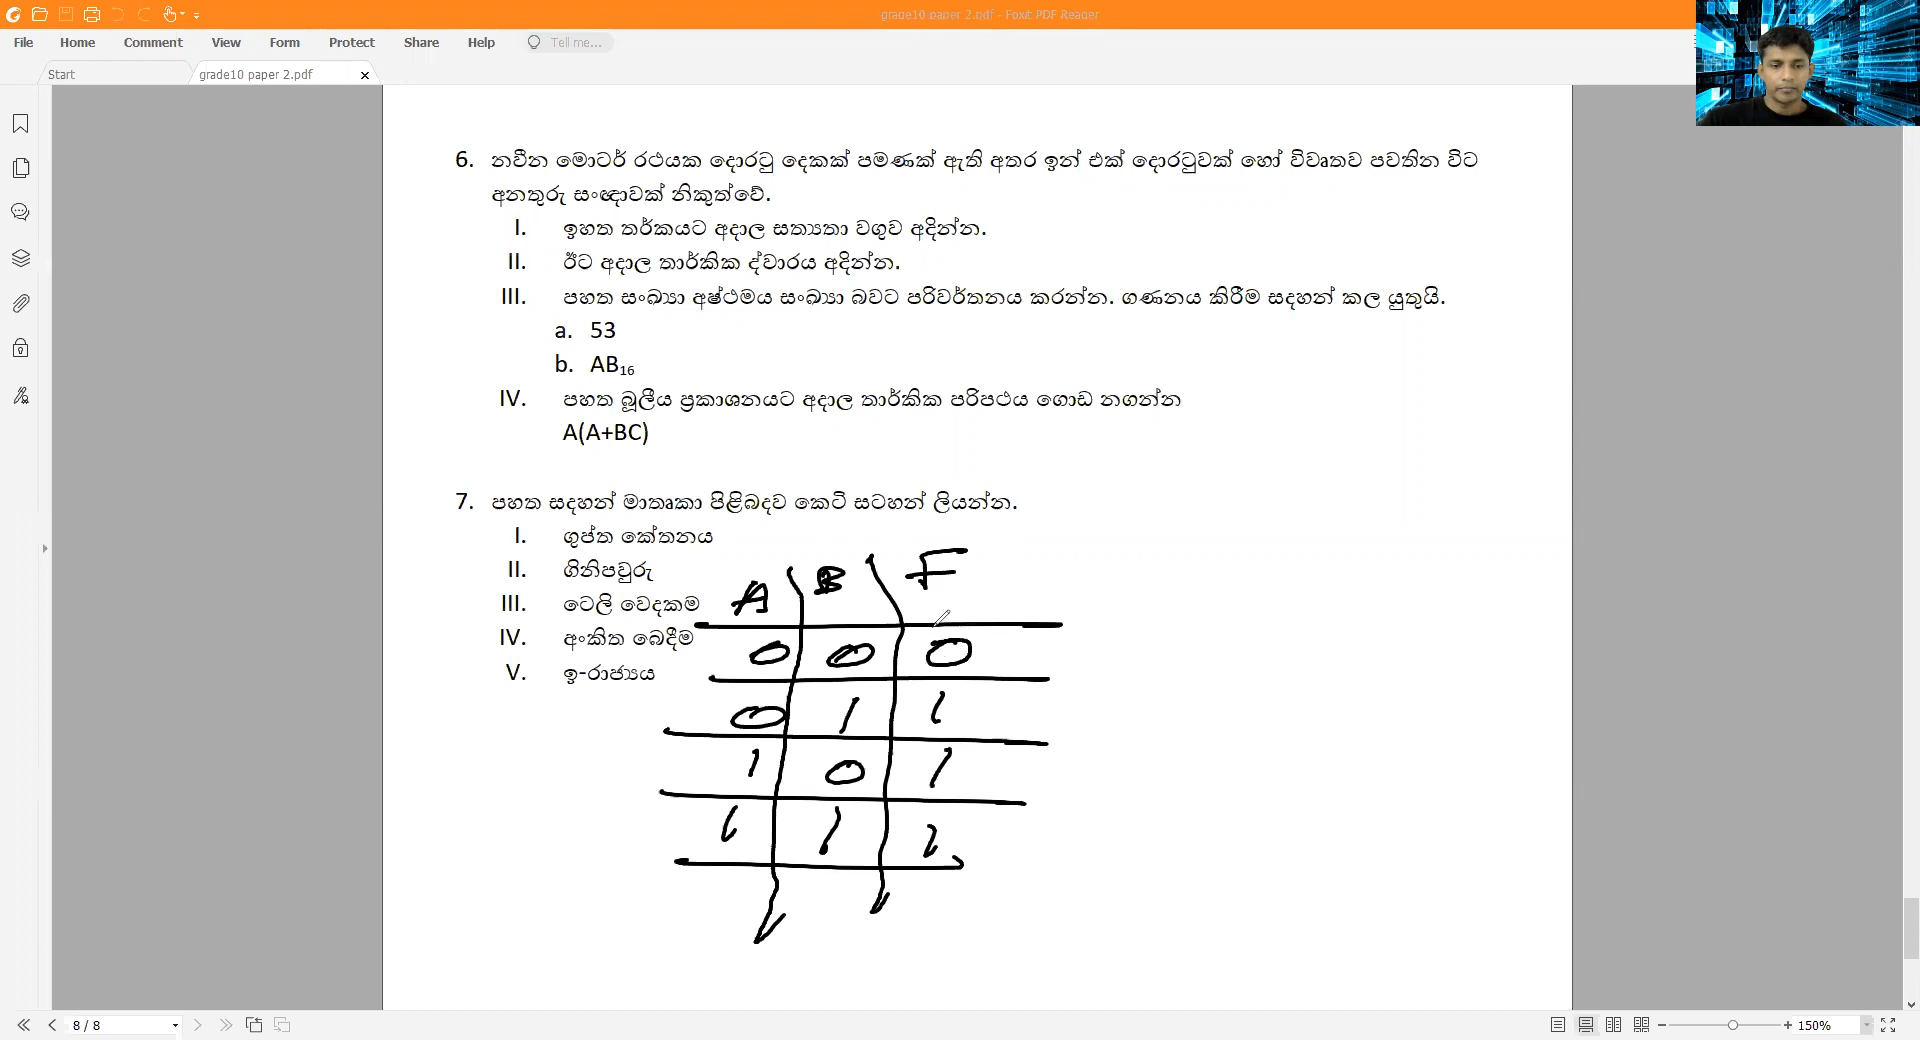 grade10 paper 2.pdf - Foxit PDF Reader
File Home Comment View Form Protect Share Help Tell me...
Start grade10 paper 2.pdf
6. නවීන මොටර් රථයක දොරටු දෙකක් පමණක් ඇති අතර ඉන් එක් දොරටුවක් හෝ විවෘතව පවතින විට
අනතුරු සංඥාවක් නිකුත්වේ.
I. ඉහත තර්කයට අදාල සත්‍යතා වගුව අදින්න.
II. ඊට අදාල තාර්කික ද්වාරය අදින්න.
III. පහත සංඛ්‍යා අෂ්ථමය සංඛ්‍යා බවට පරිවර්තනය කරන්න. ගණනය කිරීම් සදහන් කල යුතුයි.
a. 53
b. AB₁₆
IV. පහත බූලීය ප්‍රකාශනයට අදාල තාර්කික පරිපථය ගොඩ නගන්න
A(A+BC)
7. පහත සදහන් මාතෘකා පිළිබදව කෙටි සටහන් ලියන්න.
I. ගුප්ත කේතනය
II. ගිනිපවුරු
III. ටෙලි වෙදකම
IV. අංකිත බෙදීම
V. ඉ-රාජ්‍යය
A B F
0 0 0
0 1 1
1 0 1
1 1 1
8 / 8
150%